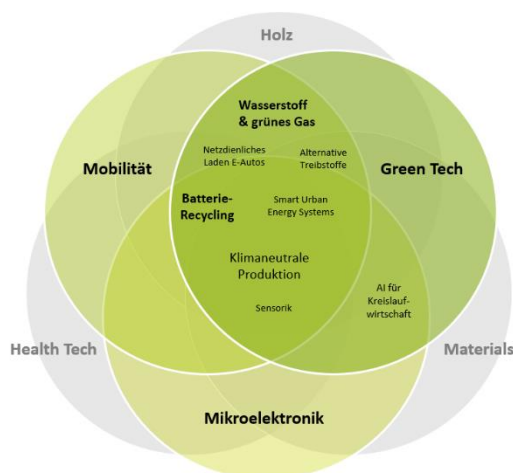 Holz
Wasserstoff
& grünes Gas
Netzdienliches
Laden E-Autos
Alternative
Treibstoffe
Mobilität
Green Tech
Batterie-
Recycling
Smart Urban
Energy Systems
Klimaneutrale
Produktion
AI für
Kreislauf-
wirtschaft
Sensorik
Health Tech
Materials
Mikroelektronik